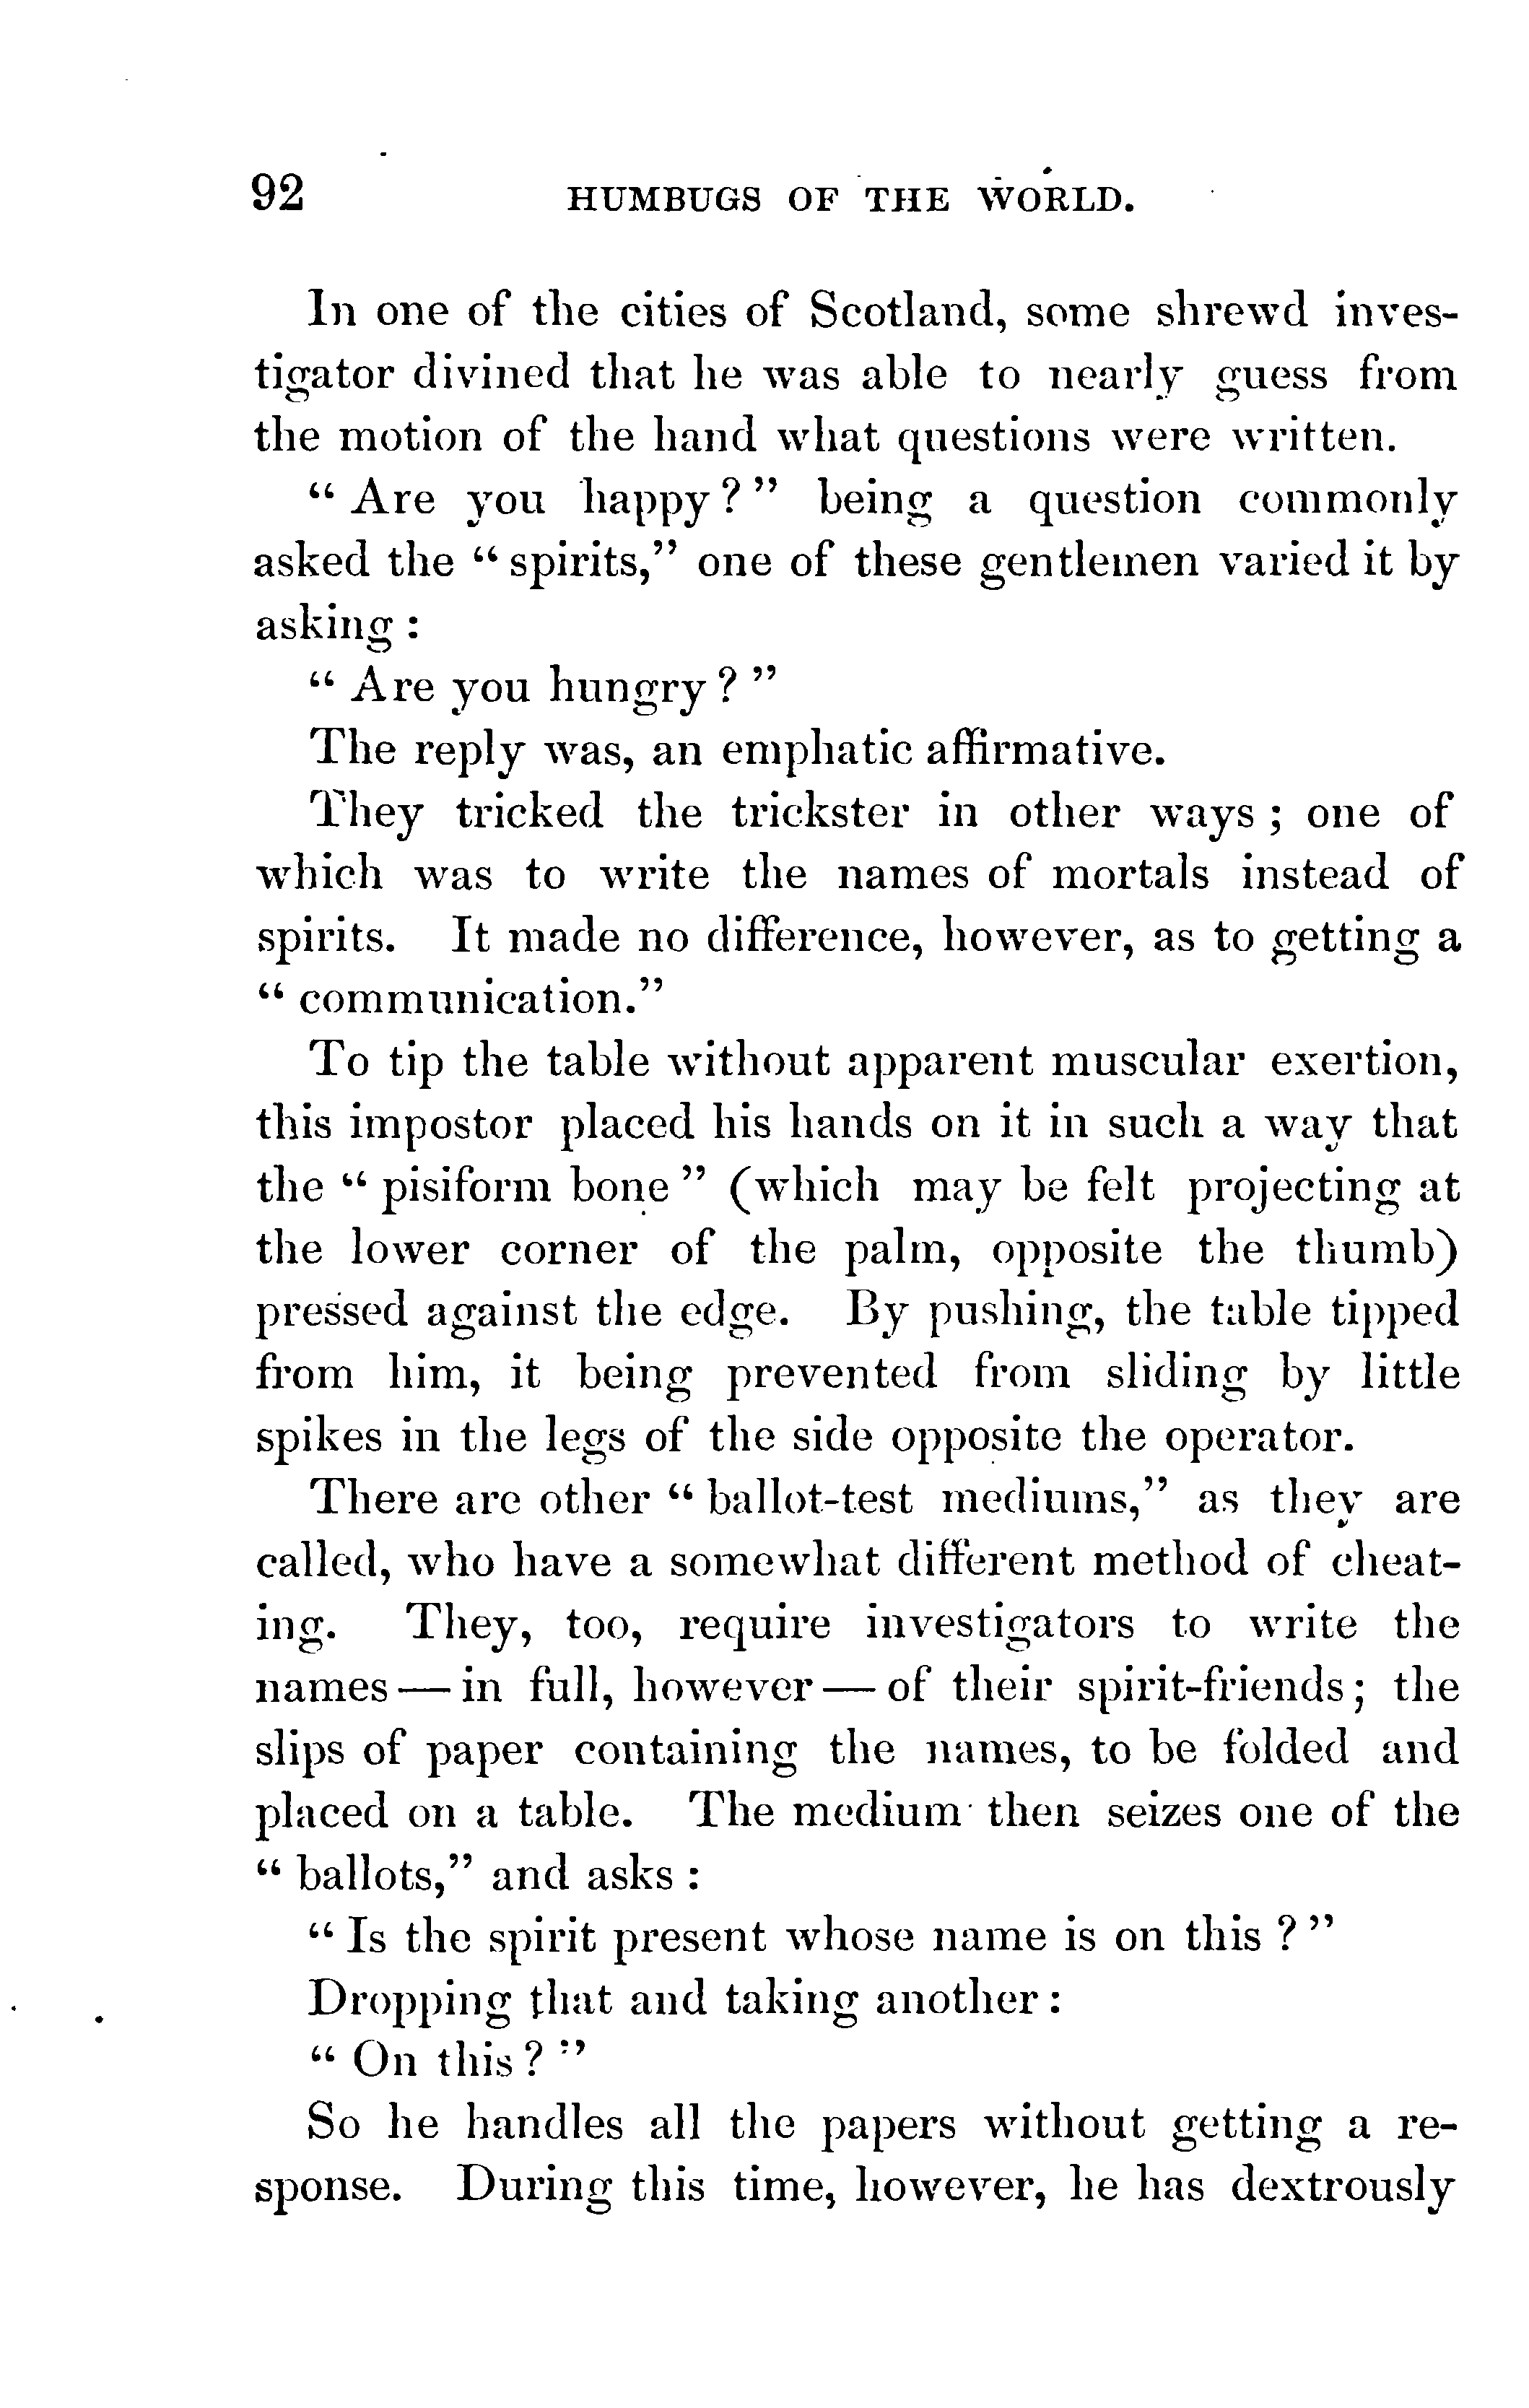 92 HUMBUGS OF THE WORLD.
In one of the cities of Scotland, some shrewd inves-
tigator divined that he was able to nearly guess from
the motion of the hand what questions were written.
“ Are you happy ? ” being a question commonly
asked the “ spirits,” one of these gentlemen varied it by
asking :
“ Are you hungry ? ”
The reply was, an emphatic affirmative.
They tricked the trickster in other ways ; one of
which was to write the names of mortals instead of
spirits. It made no difference, however, as to getting a
“ communication.”
To tip the table without apparent muscular exertion,
this impostor placed his hands on it in such a way that
the “ pisiform bone ” (which may be felt projecting at
the lower corner of the palm, opposite the thumb)
pressed against the edge. By pushing, the table tipped
from him, it being prevented from sliding by little
spikes in the legs of the side opposite the operator.
There are other “ ballot-test mediums,” as they are
called, who have a somewhat different method of cheat-
ing. They, too, require investigators to write the
names — in full, however — of their spirit-friends ; the
slips of paper containing the names, to be folded and
placed on a table. The medium then seizes one of the
“ ballots,” and asks :
“ Is the spirit present whose name is on this ? ”
Dropping that and taking another :
“ On this ? ”
So he handles all the papers without getting a re-
sponse. During this time, however, he has dextrously